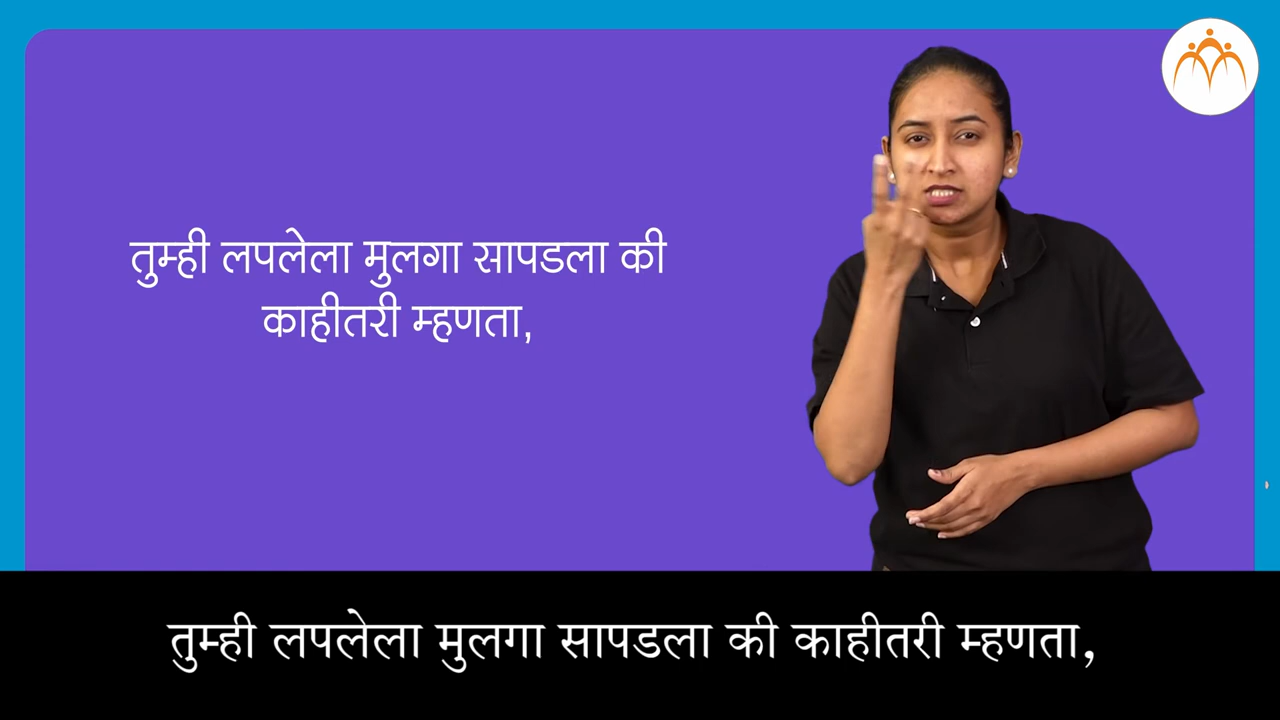 तुम्ही लपलेला मुलगा सापडला की
काहीतरी म्हणता,
तुम्ही लपलेला मुलगा सापडला की काहीतरी म्हणता,